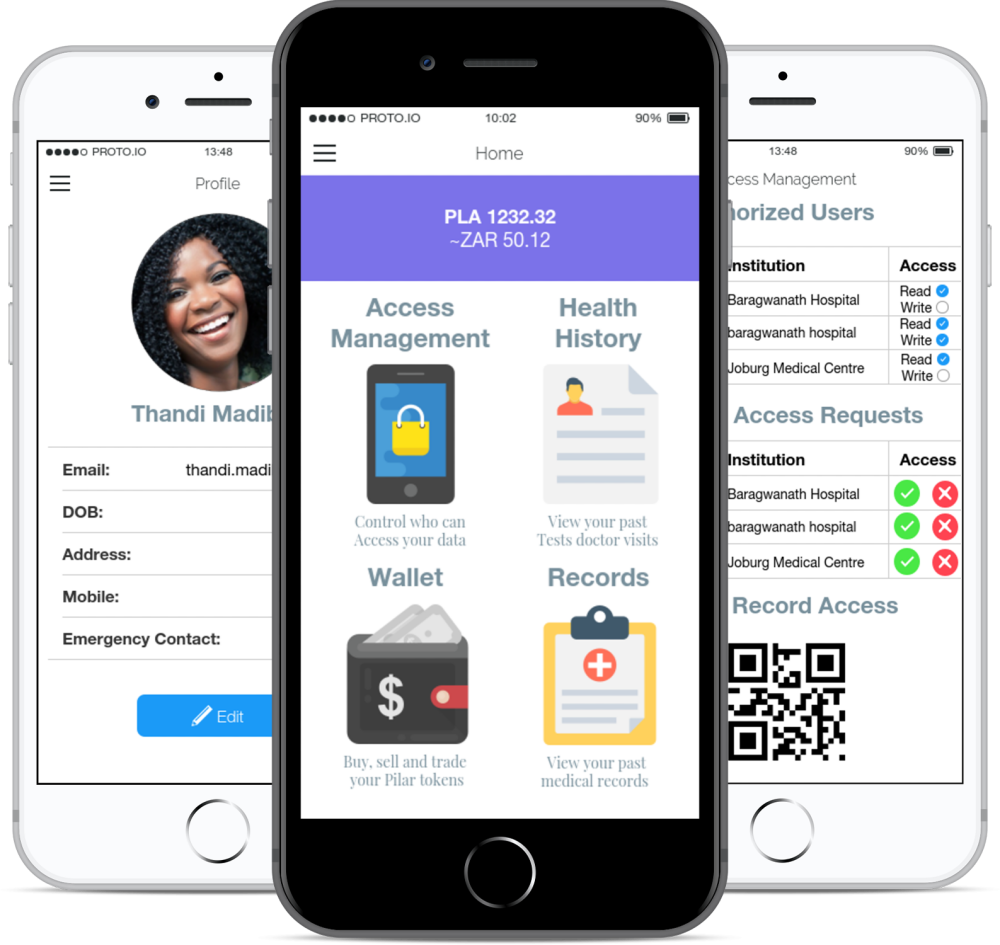 PROTO.IO 13:48
Profile
Thandi Madib
Email: thandi.madi
DOB:
Address:
Mobile:
Emergency Contact:
Edit
PROTO.IO 10:02 90%
Home
PLA 1232.32
~ZAR 50.12
Access
Management
Control who can
Access your data
Health
History
View your past
Tests doctor visits
Wallet
$
Buy, sell and trade
your Pilar tokens
Records
View your past
medical records
13:48 90%
cess Management
horized Users
Institution Access
Baragwanath Hospital Read
Write
baragwanath hospital Read
Write
Joburg Medical Centre Read
Write
Access Requests
Institution Access
Baragwanath Hospital
baragwanath hospital
Joburg Medical Centre
Record Access